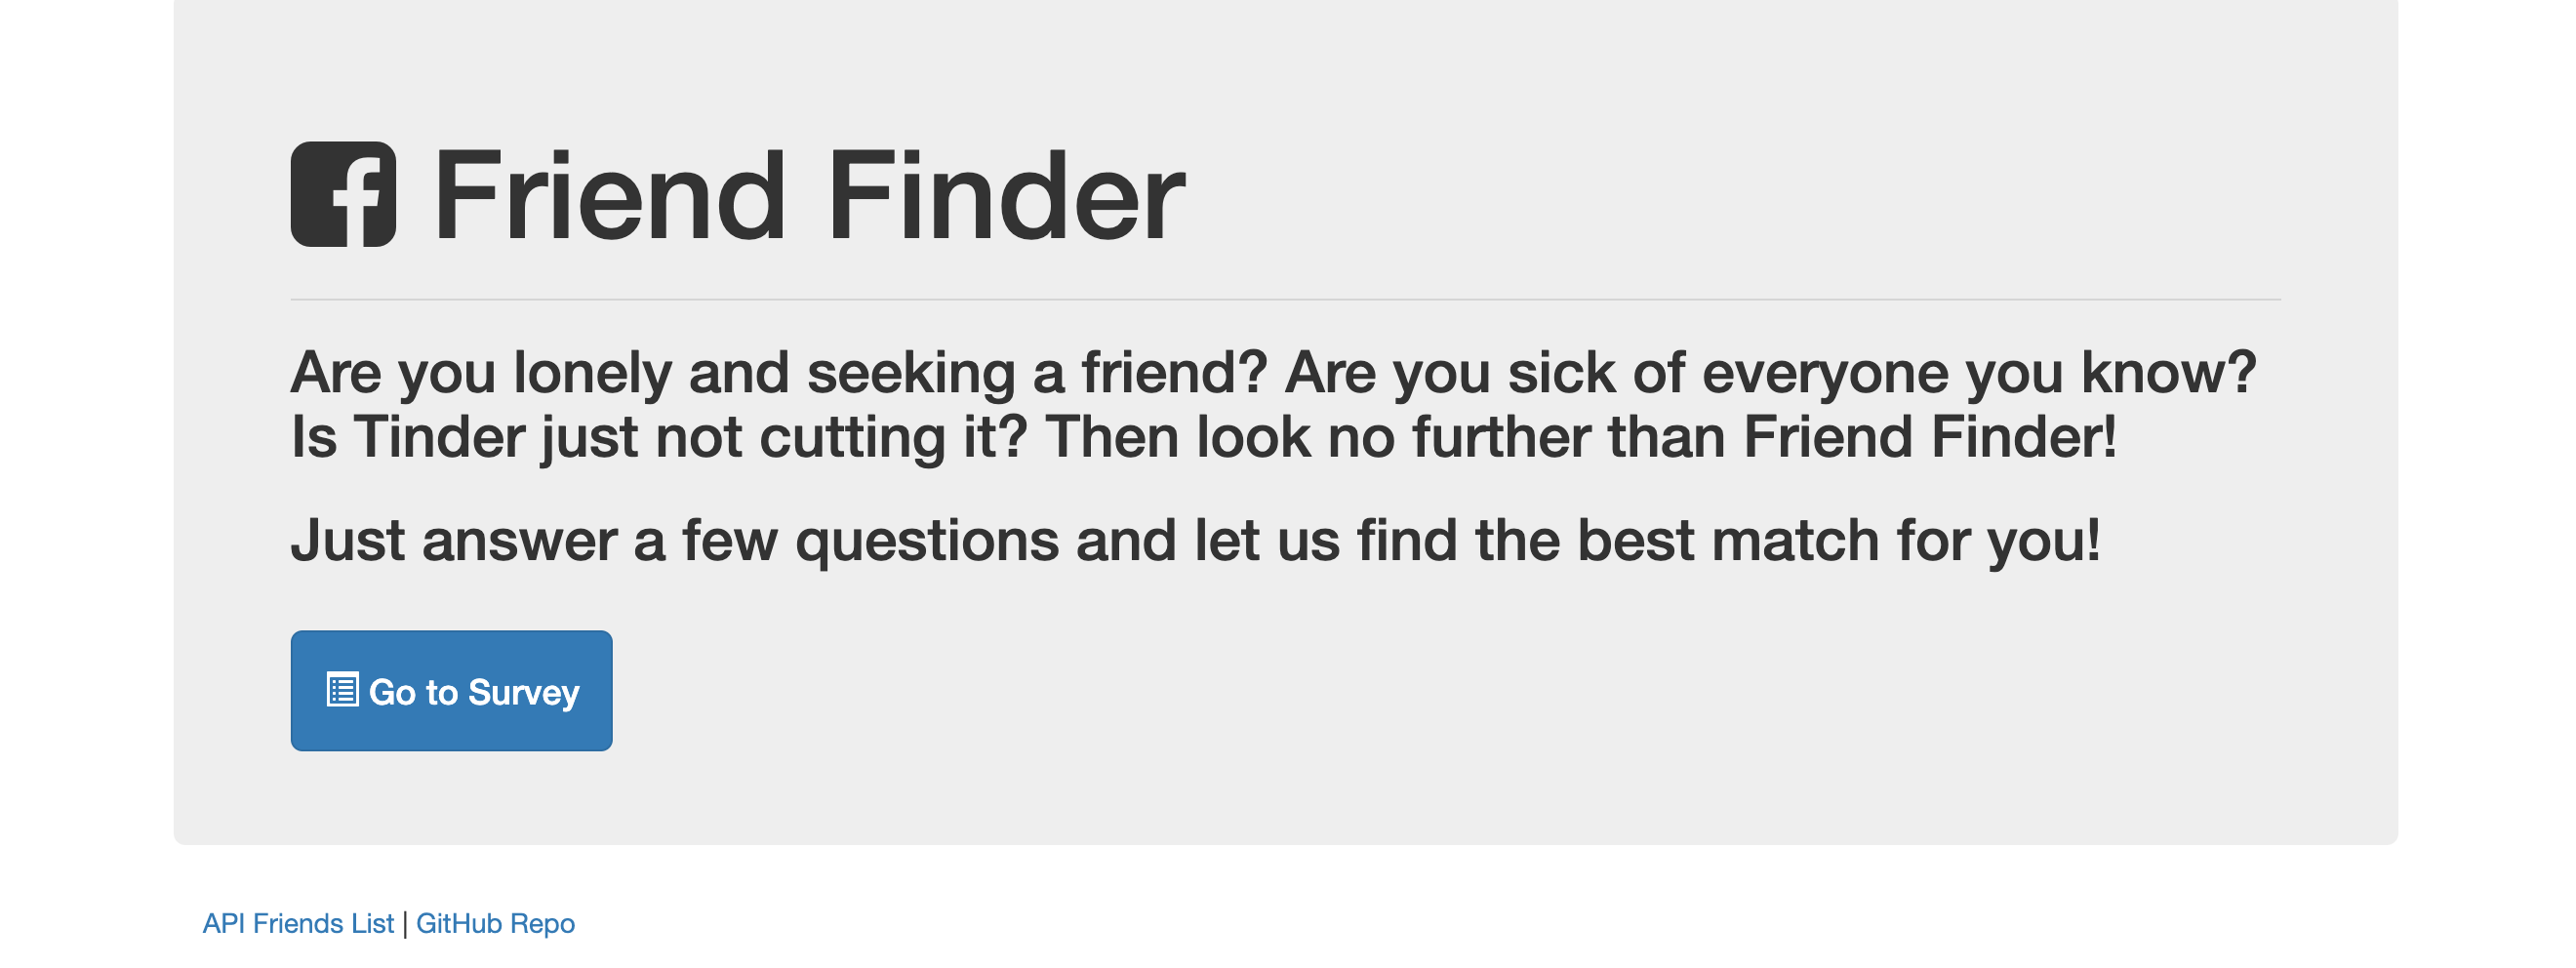 Friend Finder
Are you lonely and seeking a friend? Are you sick of everyone you know?
Is Tinder just not cutting it? Then look no further than Friend Finder!
Just answer a few questions and let us find the best match for you!
Go to Survey
API Friends List | GitHub Repo